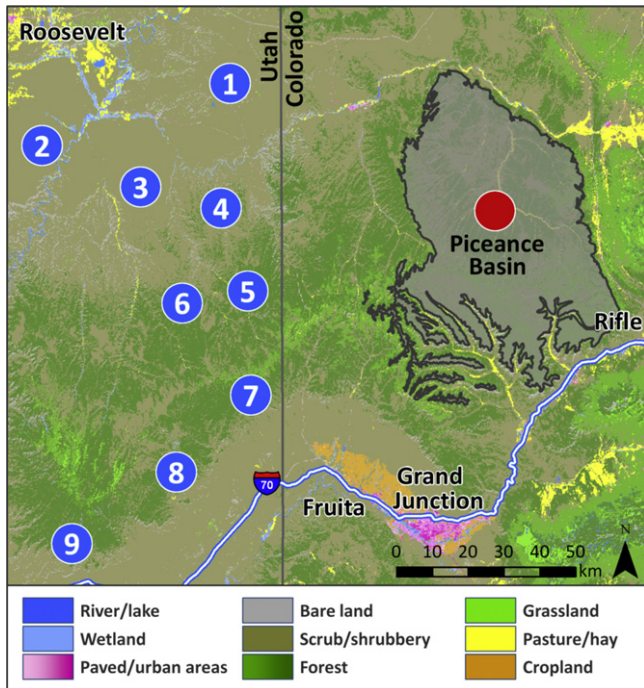 Roosevelt
Utah
Colorado
1
2
3
4
5
6
7
8
9
Piceance
Basin
Rifle
70
Grand
Junction
Fruita
N
0 10 20 30 40 50
km
River/lake
Bare land
Grassland
Wetland
Scrub/shrubbery
Pasture/hay
Paved/urban areas
Forest
Cropland